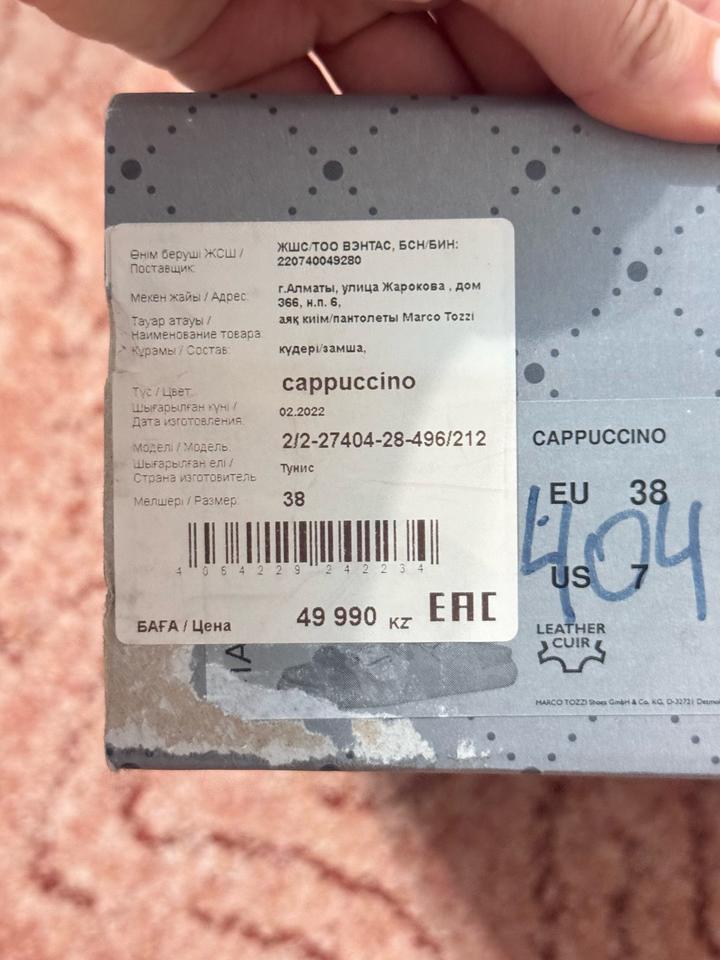 Өнім беруші ЖСШ / ЖШС/ТОО ВЭНТАС, БСН/БИН:
Поставщик: 220740049280
Мекен жайы / Адрес: г.Алматы, улица Жарокова , дом
366, н.п. 6,
Тауар атауы / аяқ киім/пантолеты Marco Tozzi
Наименование товара:
Құрамы / Состав: күдері/замша,
Түс / Цвет: cappuccino
Шығарылған күні / 02.2022
Дата изготовления:
Моделі / Модель: 2/2-27404-28-496/212
Шығарылған елі / Тунис
Страна изготовитель
Мөлшері / Размер: 38
4 064229 242234
БАҒА / Цена 49 990 KZ EAC
CAPPUCCINO
EU 38
404
US 7
LEATHER
CUIR
MARCO TOZZI Shoes GmbH & Co. KG, D-32721